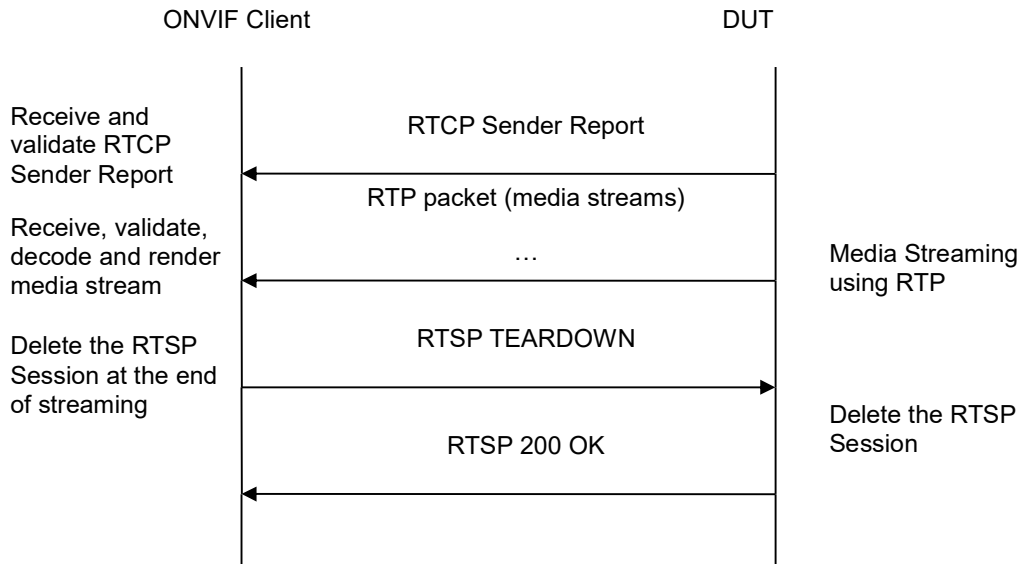 ONVIF Client
DUT
Receive and
validate RTCP
Sender Report
RTCP Sender Report
RTP packet (media streams)
Receive, validate,
decode and render
media stream
…
Media Streaming
using RTP
Delete the RTSP
Session at the end
of streaming
RTSP TEARDOWN
Delete the RTSP
Session
RTSP 200 OK